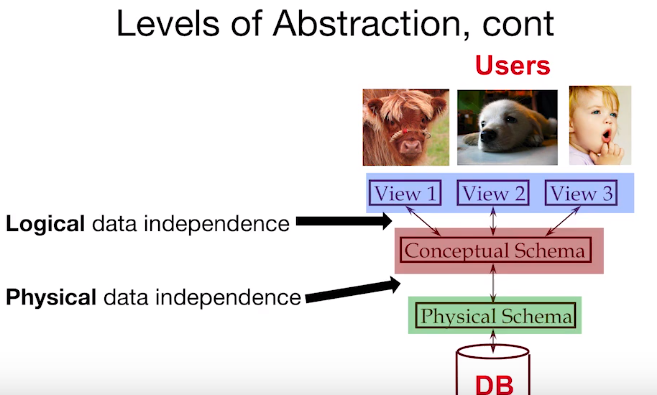 Levels of Abstraction, cont
Users
View 1 View 2 View 3
Logical data independence
Conceptual Schema
Physical data independence
Physical Schema
DB